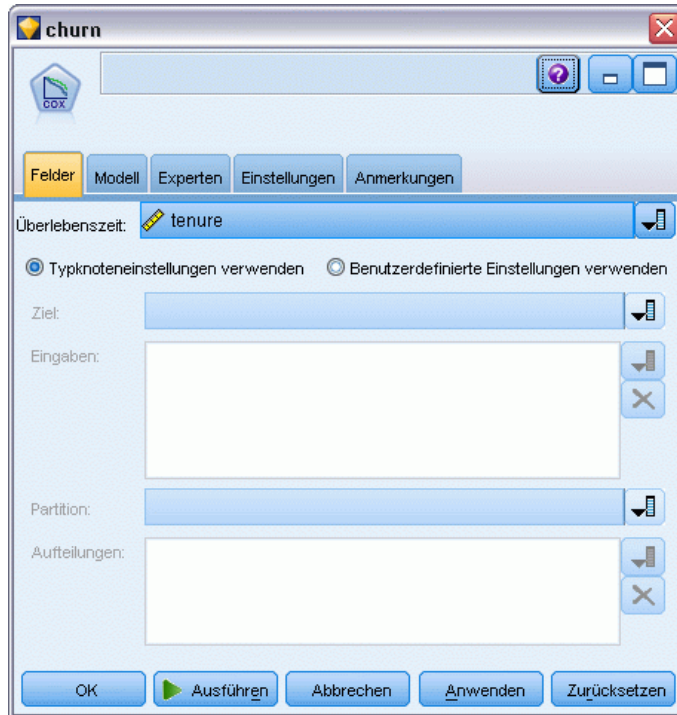 churn
COX
Felder Modell Experten Einstellungen Anmerkungen
Überlebenszeit: tenure
Typknoteneinstellungen verwenden Benutzerdefinierte Einstellungen verwenden
Ziel:
Eingaben:
Partition:
Aufteilungen:
OK Ausführen Abbrechen Anwenden Zurücksetzen